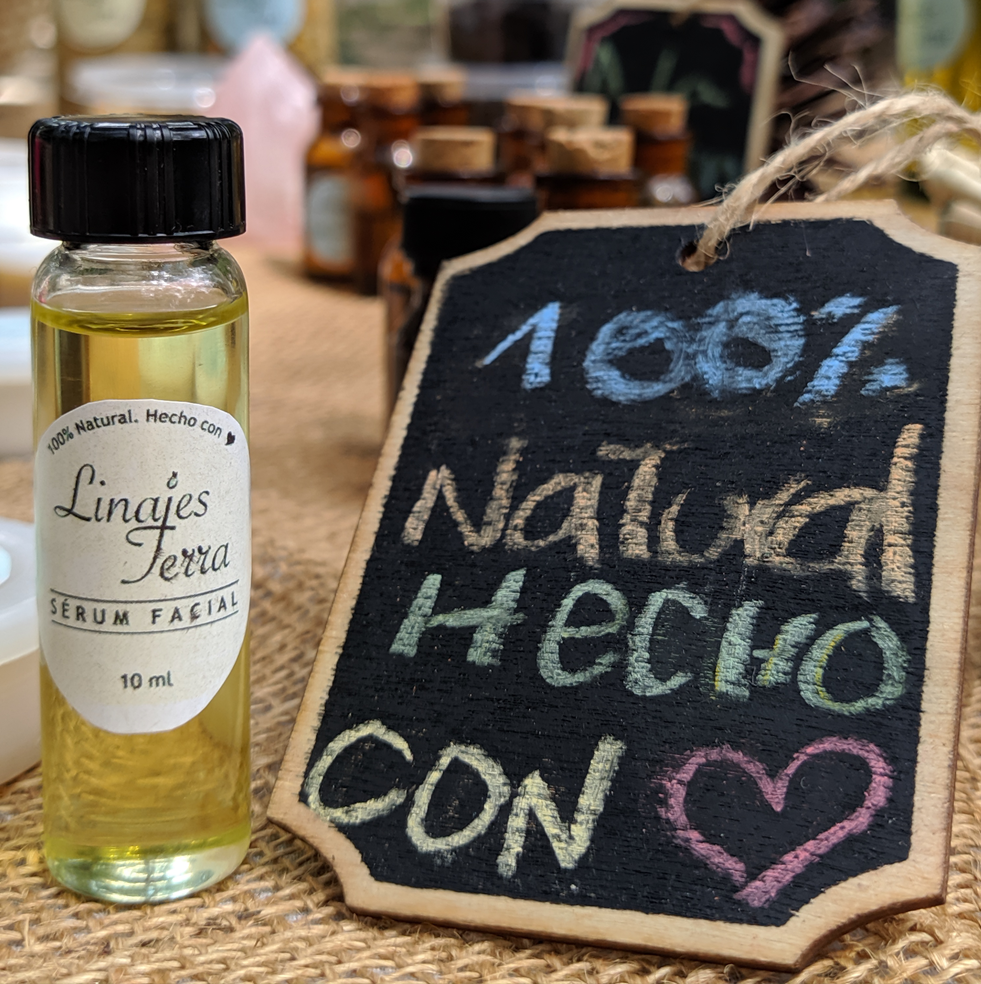 100% Natural. Hecho con ♥
Linajes
Terra
SÉRUM FACIAL
10 ml
100%
Natural
HecHO
CON ♥